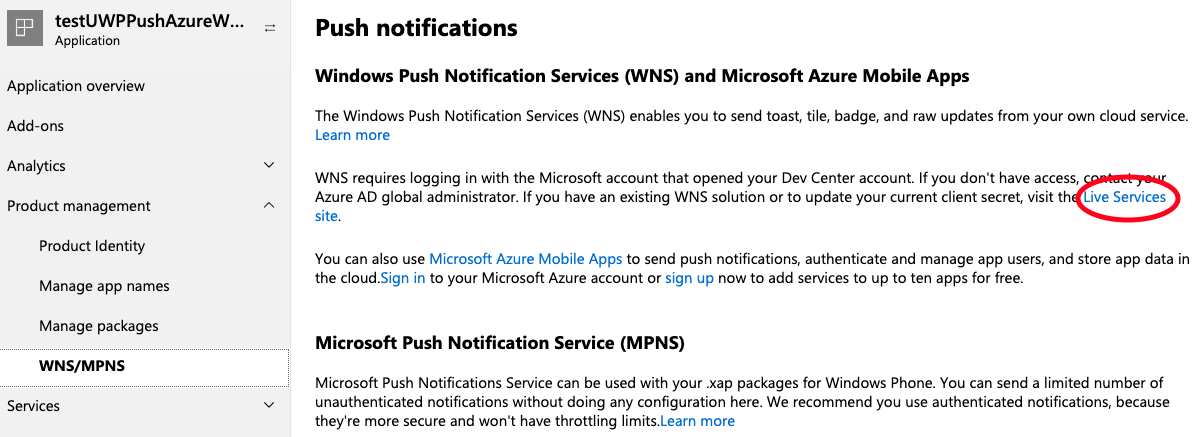 testUWPPushAzureW...
Application
Application overview
Add-ons
Analytics
Product management
Product Identity
Manage app names
Manage packages
WNS/MPNS
Services
Push notifications
Windows Push Notification Services (WNS) and Microsoft Azure Mobile Apps
The Windows Push Notification Services (WNS) enables you to send toast, tile, badge, and raw updates from your own cloud service.
Learn more
WNS requires logging in with the Microsoft account that opened your Dev Center account. If you don't have access, contact your
Azure AD global administrator. If you have an existing WNS solution or to update your current client secret, visit the Live Services
site.
You can also use Microsoft Azure Mobile Apps to send push notifications, authenticate and manage app users, and store app data in
the cloud.Sign in to your Microsoft Azure account or sign up now to add services to up to ten apps for free.
Microsoft Push Notification Service (MPNS)
Microsoft Push Notifications Service can be used with your .xap packages for Windows Phone. You can send a limited number of
unauthenticated notifications without doing any configuration here. We recommend you use authenticated notifications, because
they're more secure and won't have throttling limits.Learn more